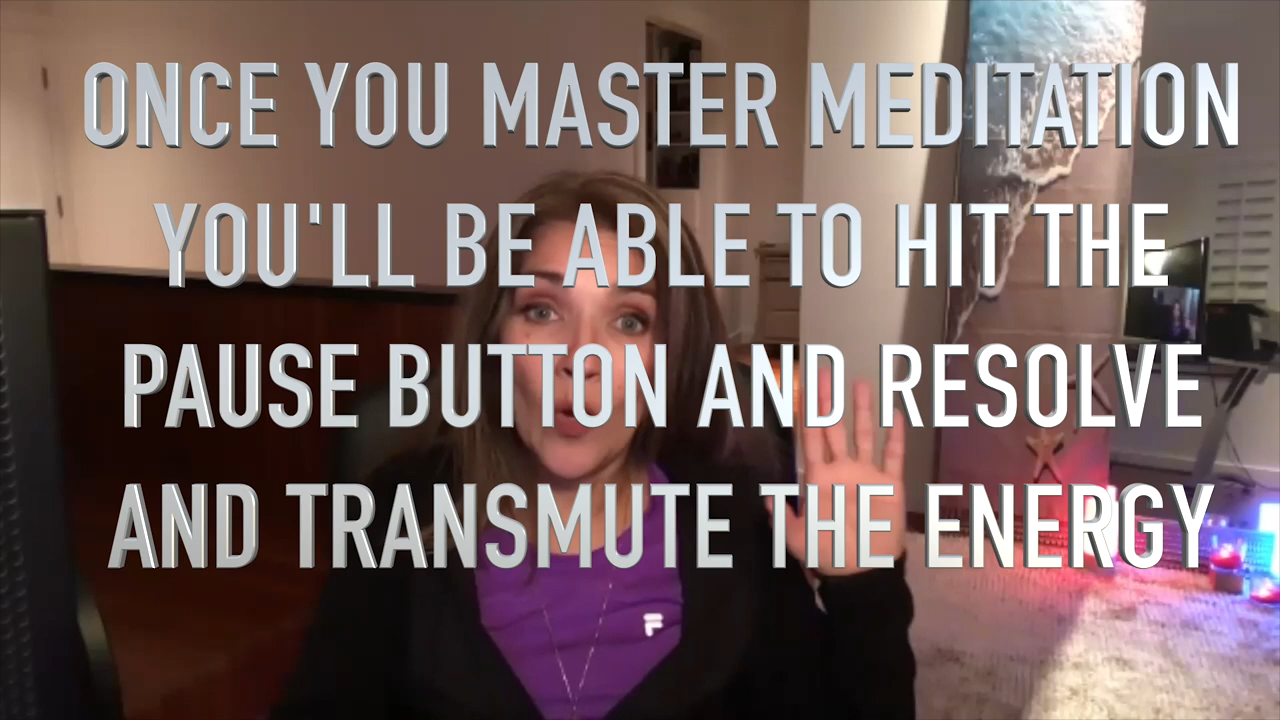 ONCE YOU MASTER MEDITATION
YOU'LL BE ABLE TO HIT THE
PAUSE BUTTON AND RESOLVE
AND TRANSMUTE THE ENERGY
F